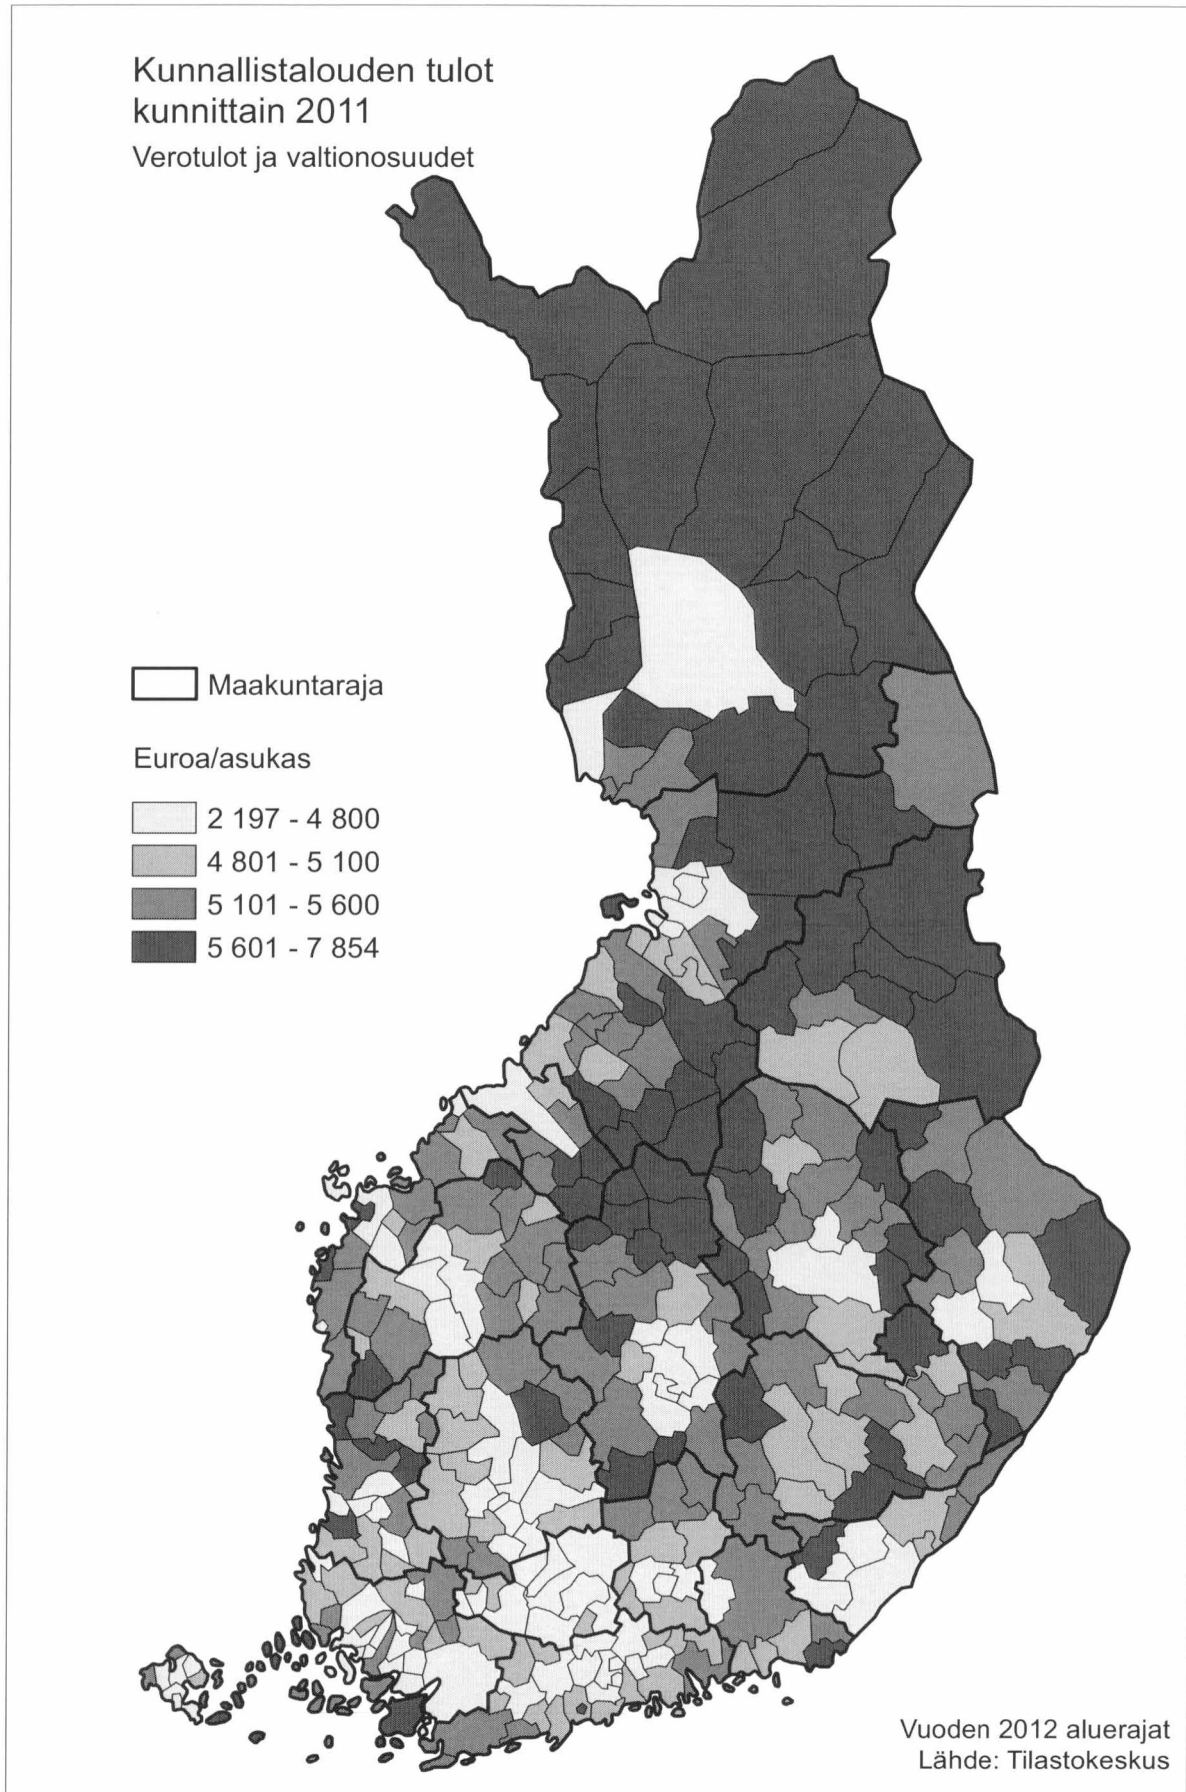 Kunnallistalouden tulot
kunnittain 2011
Verotulot ja valtionosuudet
Maakuntaraja
Euroa/asukas
2 197 - 4 800
4 801 - 5 100
5 101 - 5 600
5 601 - 7 854
Vuoden 2012 aluerajat
Lähde: Tilastokeskus